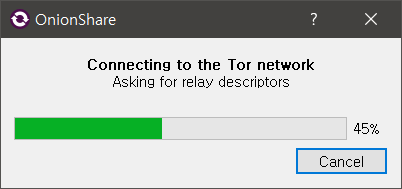 OnionShare
Connecting to the Tor network
Asking for relay descriptors
45%
Cancel